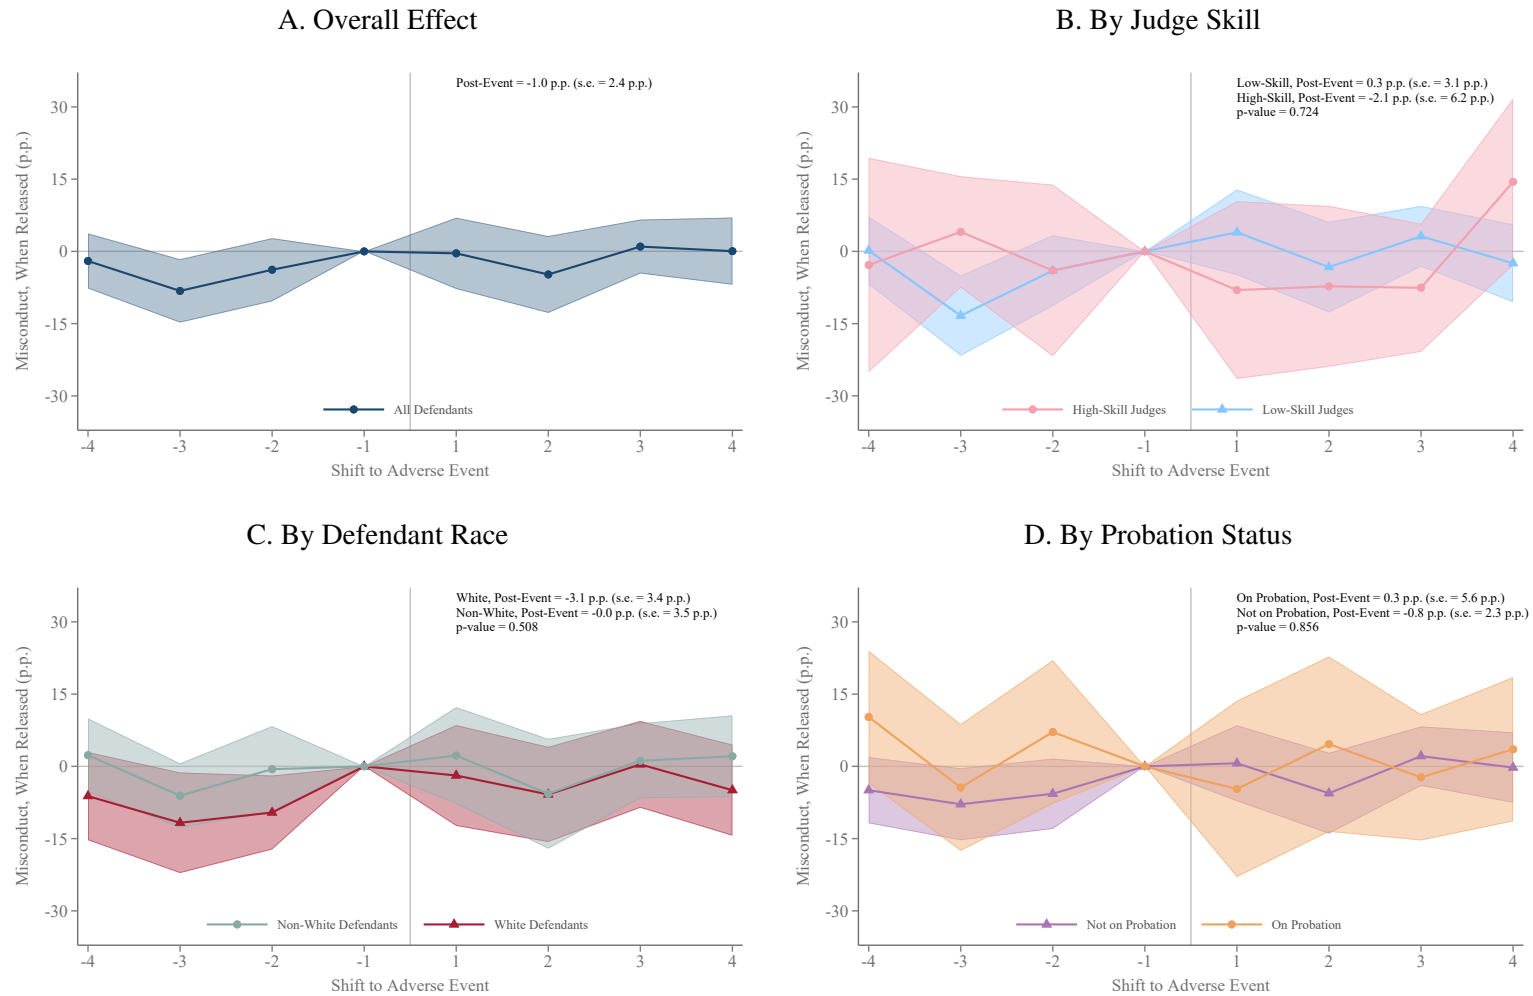 A. Overall Effect
Post-Event = -1.0 p.p. (s.e. = 2.4 p.p.)
Misconduct, When Released (p.p.)
30
15
0
-15
-30
All Defendants
-4 -3 -2 -1 1 2 3 4
Shift to Adverse Event
B. By Judge Skill
Low-Skill, Post-Event = 0.3 p.p. (s.e. = 3.1 p.p.)
High-Skill, Post-Event = -2.1 p.p. (s.e. = 6.2 p.p.)
p-value = 0.724
Misconduct, When Released (p.p.)
30
15
0
-15
-30
High-Skill Judges Low-Skill Judges
-4 -3 -2 -1 1 2 3 4
Shift to Adverse Event
C. By Defendant Race
White, Post-Event = -3.1 p.p. (s.e. = 3.4 p.p.)
Non-White, Post-Event = -0.0 p.p. (s.e. = 3.5 p.p.)
p-value = 0.508
Misconduct, When Released (p.p.)
30
15
0
-15
-30
Non-White Defendants White Defendants
-4 -3 -2 -1 1 2 3 4
Shift to Adverse Event
D. By Probation Status
On Probation, Post-Event = 0.3 p.p. (s.e. = 5.6 p.p.)
Not on Probation, Post-Event = -0.8 p.p. (s.e. = 2.3 p.p.)
p-value = 0.856
Misconduct, When Released (p.p.)
30
15
0
-15
-30
Not on Probation On Probation
-4 -3 -2 -1 1 2 3 4
Shift to Adverse Event